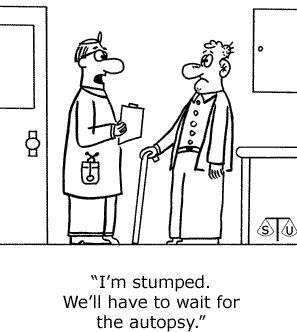 S U
“I’m stumped.
We’ll have to wait for
the autopsy.”